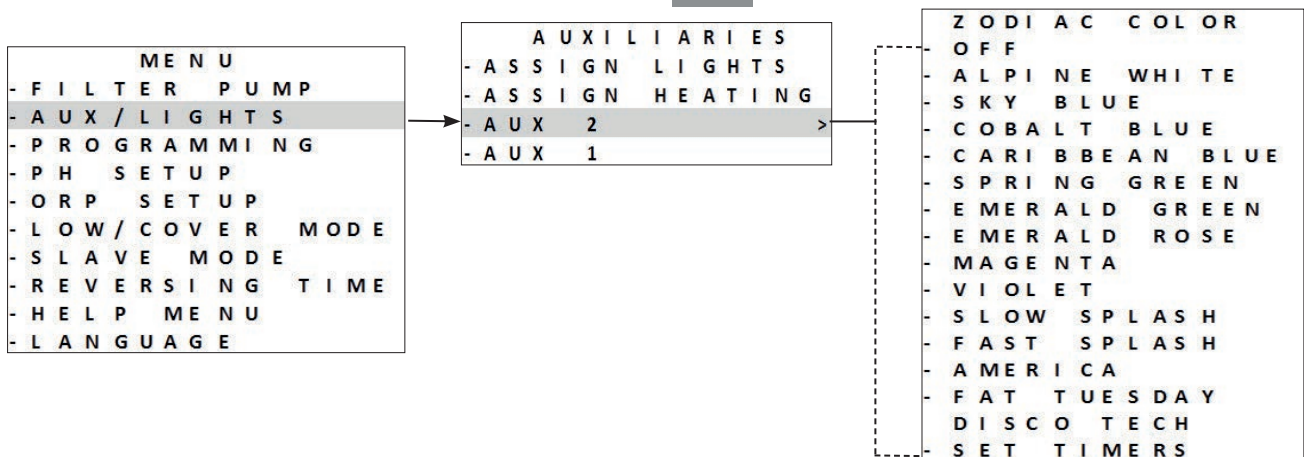 MENU
- FILTER PUMP
- AUX/LIGHTS
- PROGRAMMING
- PH SETUP
- ORP SETUP
- LOW/COVER MODE
- SLAVE MODE
- REVERSING TIME
- HELP MENU
- LANGUAGE
AUXILIARIES
- ASSIGN LIGHTS
- ASSIGN HEATING
- AUX 2 >
- AUX 1
ZODIAC COLOR
- OFF
- ALPINE WHITE
- SKY BLUE
- COBALT BLUE
- CARIBBEAN BLUE
- SPRING GREEN
- EMERALD GREEN
- EMERALD ROSE
- MAGENTA
- VIOLET
- SLOW SPLASH
- FAST SPLASH
- AMERICA
- FAT TUESDAY
DISCO TECH
- SET TIMERS